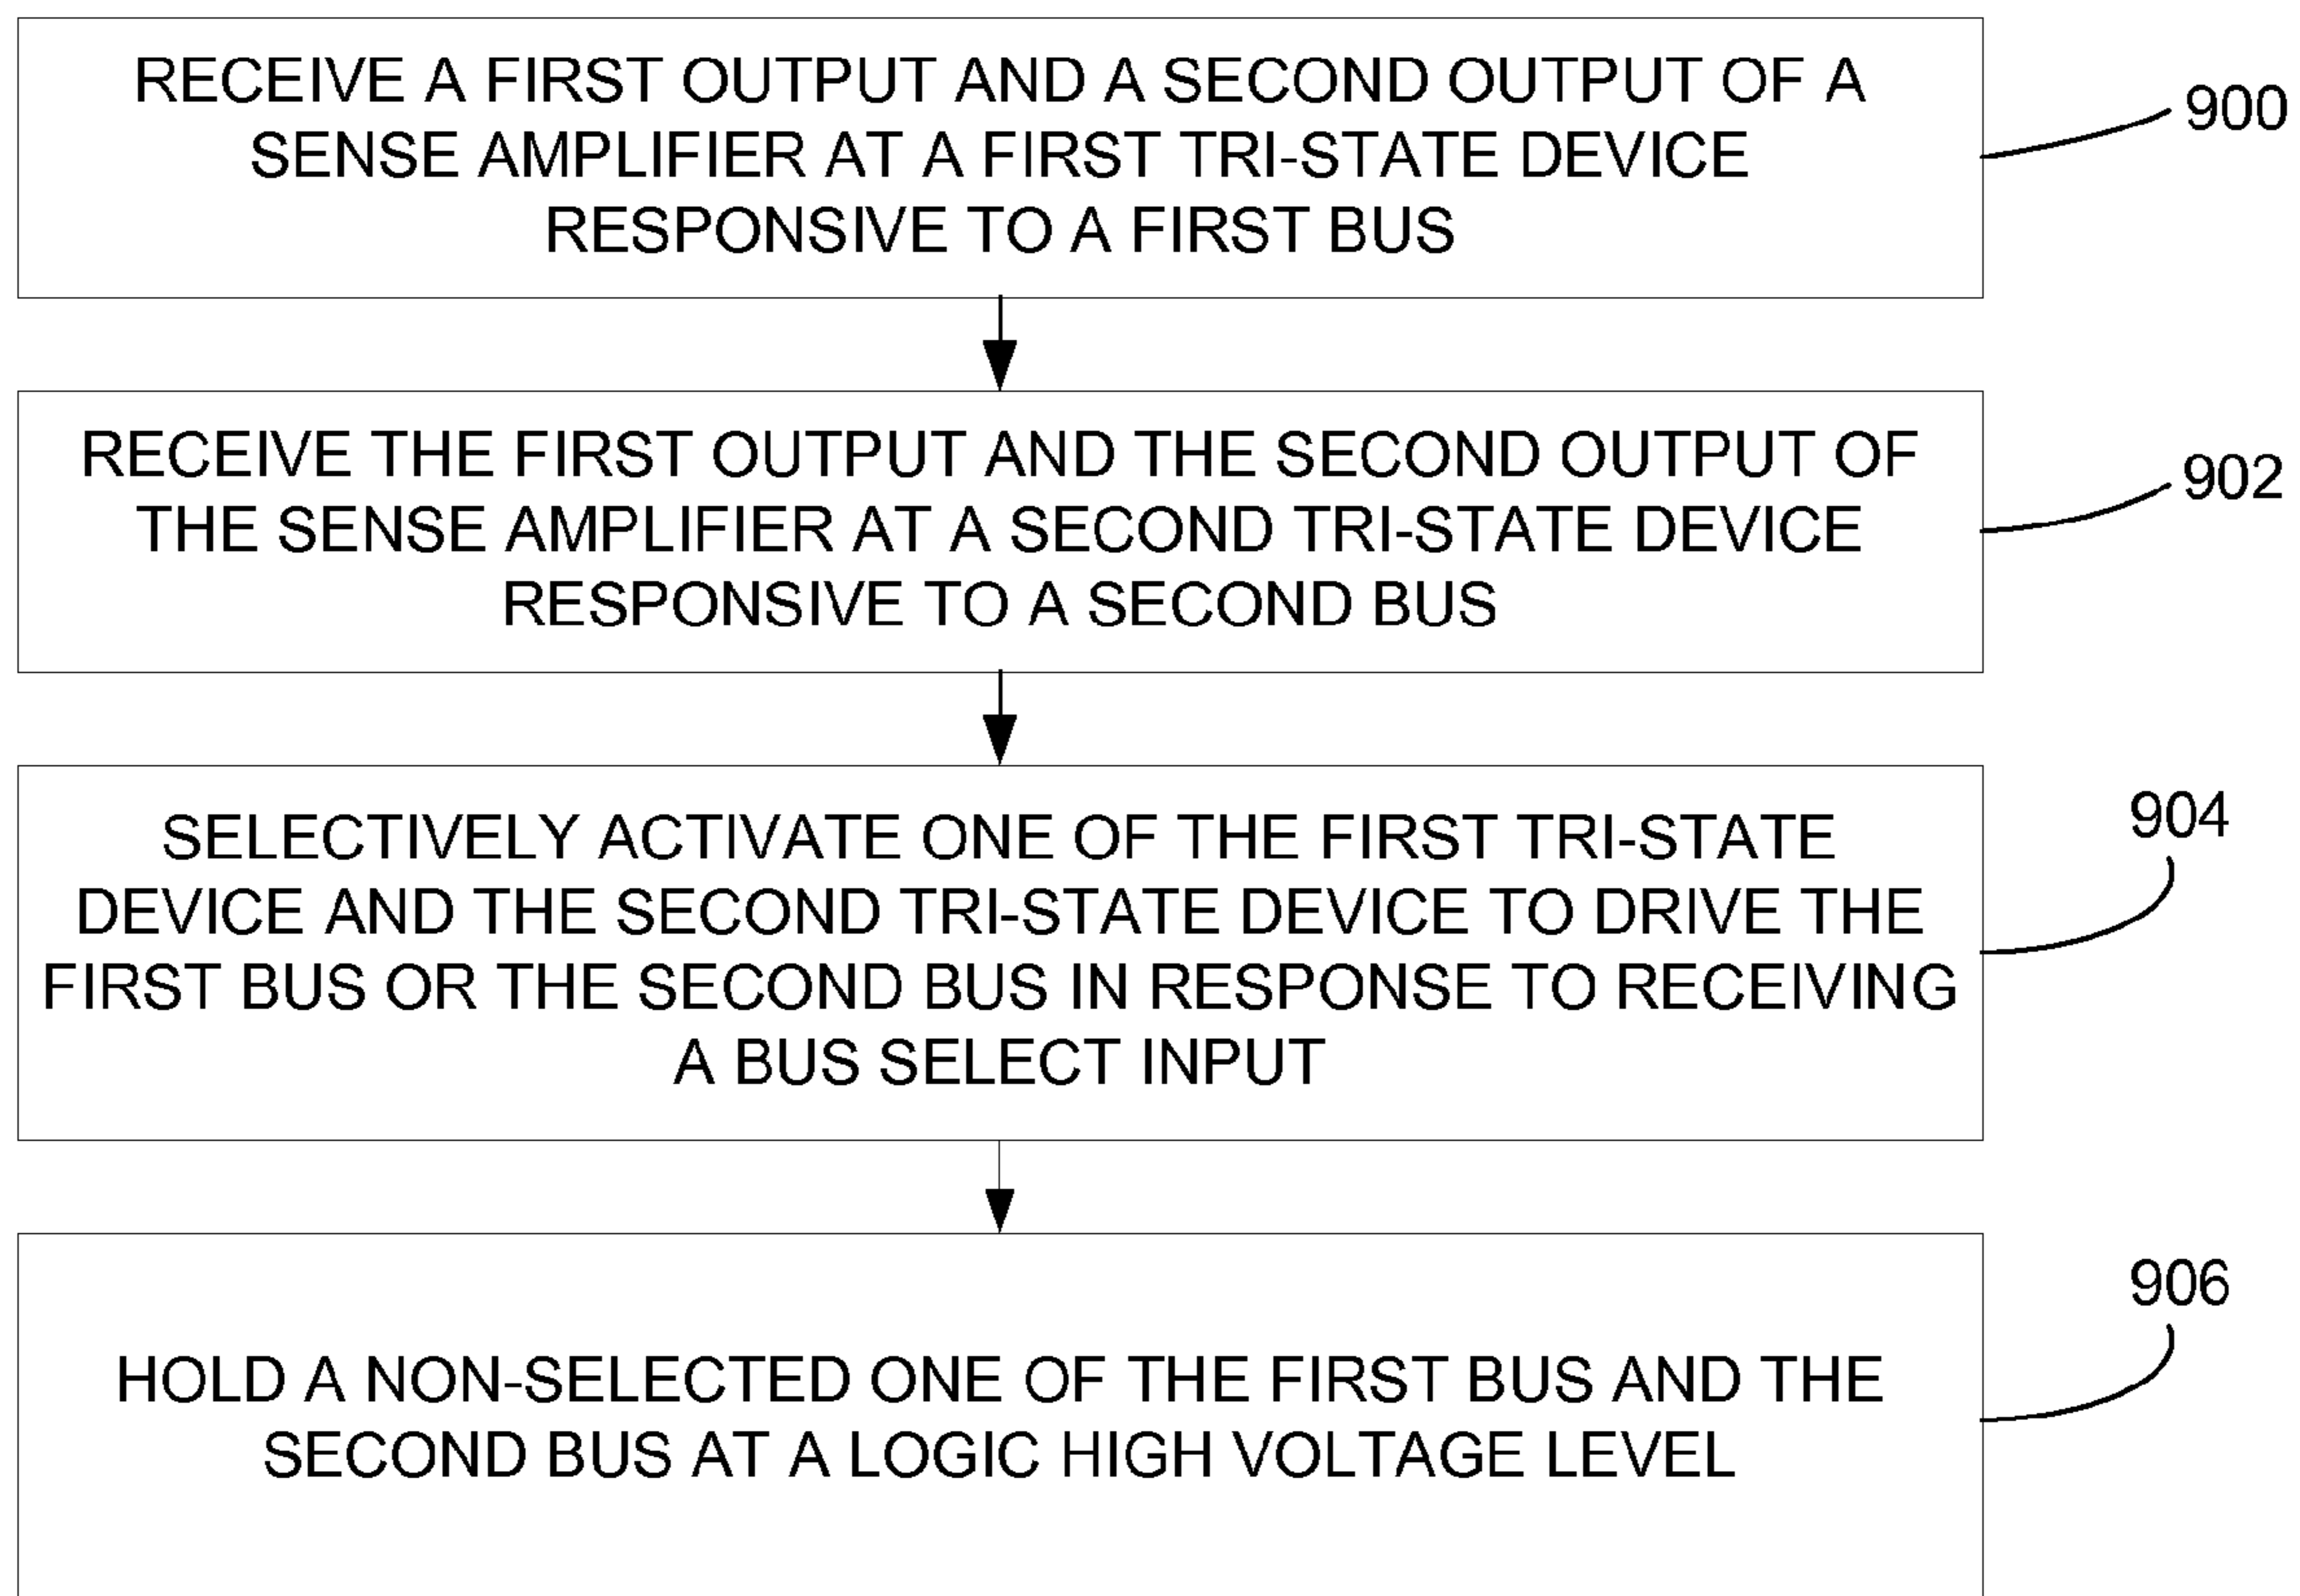 RECEIVE A FIRST OUTPUT AND A SECOND OUTPUT OF A
SENSE AMPLIFIER AT A FIRST TRI-STATE DEVICE
RESPONSIVE TO A FIRST BUS
900
RECEIVE THE FIRST OUTPUT AND THE SECOND OUTPUT OF
THE SENSE AMPLIFIER AT A SECOND TRI-STATE DEVICE
RESPONSIVE TO A SECOND BUS
902
SELECTIVELY ACTIVATE ONE OF THE FIRST TRI-STATE
DEVICE AND THE SECOND TRI-STATE DEVICE TO DRIVE THE
FIRST BUS OR THE SECOND BUS IN RESPONSE TO RECEIVING
A BUS SELECT INPUT
904
HOLD A NON-SELECTED ONE OF THE FIRST BUS AND THE
SECOND BUS AT A LOGIC HIGH VOLTAGE LEVEL
906